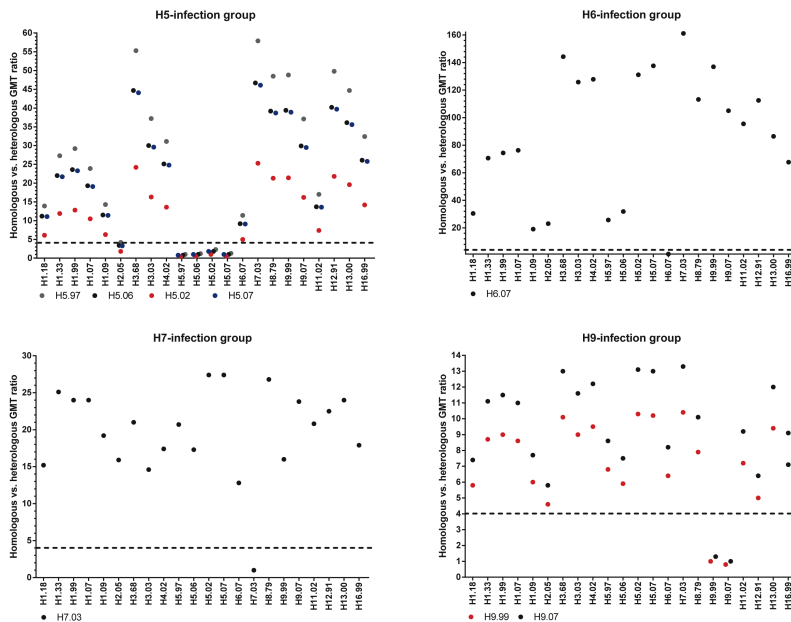 H5-infection group
Homologous vs. heterologous GMT ratio
60
55
50
45
40
35
30
25
20
15
10
5
0
H1.18 H1.33 H1.99 H1.07 H1.09 H2.05 H3.68 H3.03 H4.02 H5.97 H5.06 H5.02 H5.07 H6.07 H7.03 H8.79 H9.99 H9.07 H11.02 H12.91 H13.00 H16.99
H5.97 H5.06 H5.02 H5.07
H6-infection group
Homologous vs. heterologous GMT ratio
160
140
120
100
80
60
40
20
H1.18 H1.33 H1.99 H1.07 H1.09 H2.05 H3.68 H3.03 H4.02 H5.97 H5.06 H5.02 H5.07 H6.07 H7.03 H8.79 H9.99 H9.07 H11.02 H12.91 H13.00 H16.99
H6.07
H7-infection group
Homologous vs. heterologous GMT ratio
30
25
20
15
10
5
0
H1.18 H1.33 H1.99 H1.07 H1.09 H2.05 H3.68 H3.03 H4.02 H5.97 H5.06 H5.02 H5.07 H6.07 H7.03 H8.79 H9.99 H9.07 H11.02 H12.91 H13.00 H16.99
H7.03
H9-infection group
Homologous vs. heterologous GMT ratio
14
13
12
11
10
9
8
7
6
5
4
3
2
1
0
H1.18 H1.33 H1.99 H1.07 H1.09 H2.05 H3.68 H3.03 H4.02 H5.97 H5.06 H5.02 H5.07 H6.07 H7.03 H8.79 H9.99 H9.07 H11.02 H12.91 H13.00 H16.99
H9.99 H9.07